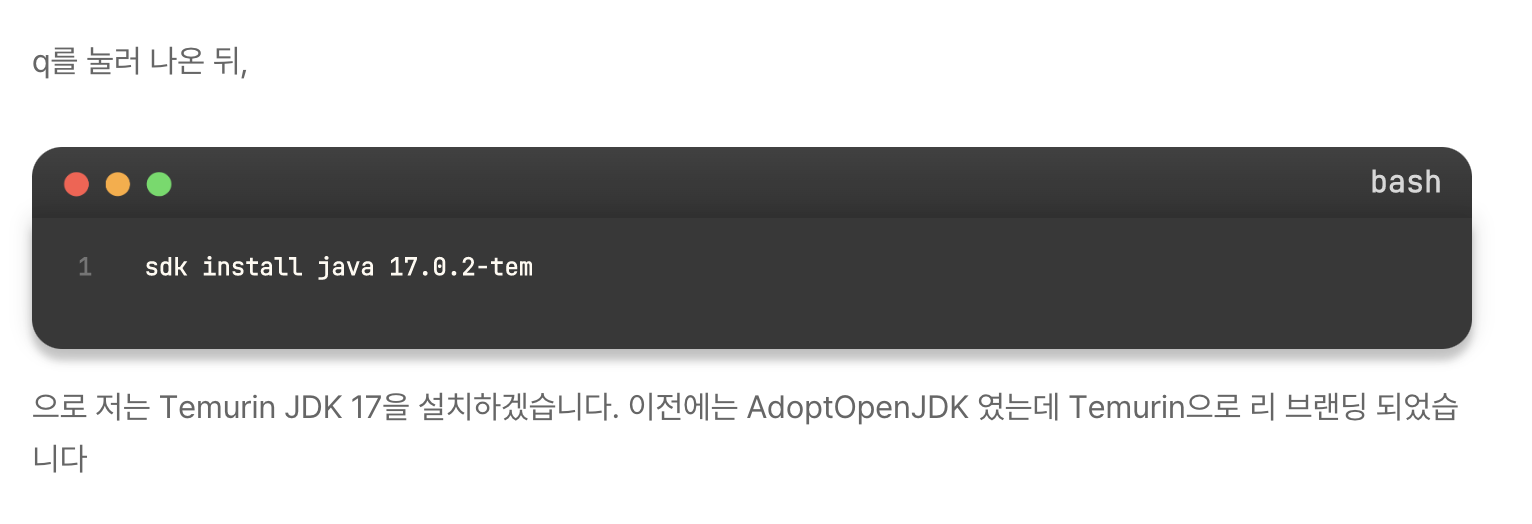 q를 눌러 나온 뒤,
bash
1 sdk install java 17.0.2-tem
으로 저는 Temurin JDK 17을 설치하겠습니다. 이전에는 AdoptOpenJDK 였는데 Temurin으로 리 브랜딩 되었습
니다